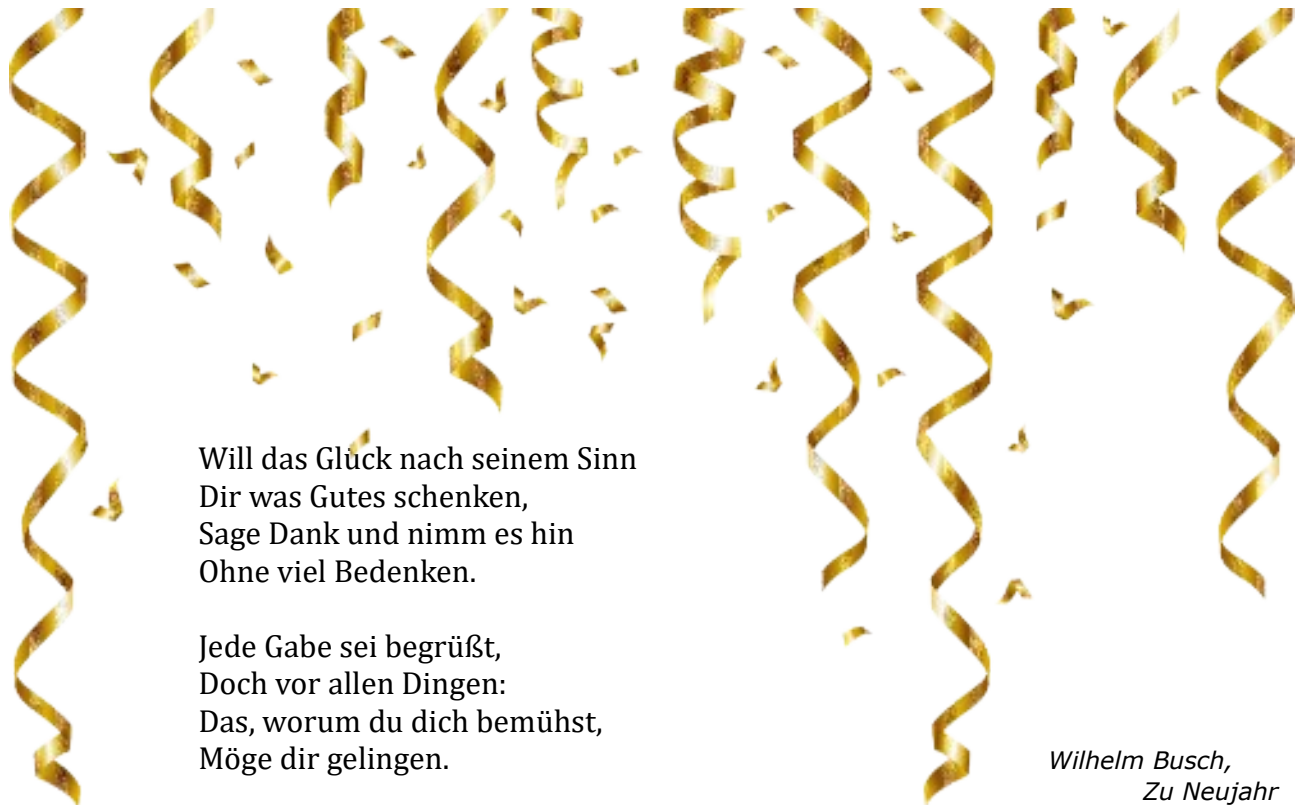 Will das Glück nach seinem Sinn
Dir was Gutes schenken,
Sage Dank und nimm es hin
Ohne viel Bedenken.

Jede Gabe sei begrüßt,
Doch vor allen Dingen:
Das, worum du dich bemühst,
Möge dir gelingen.

Wilhelm Busch,
Zu Neujahr